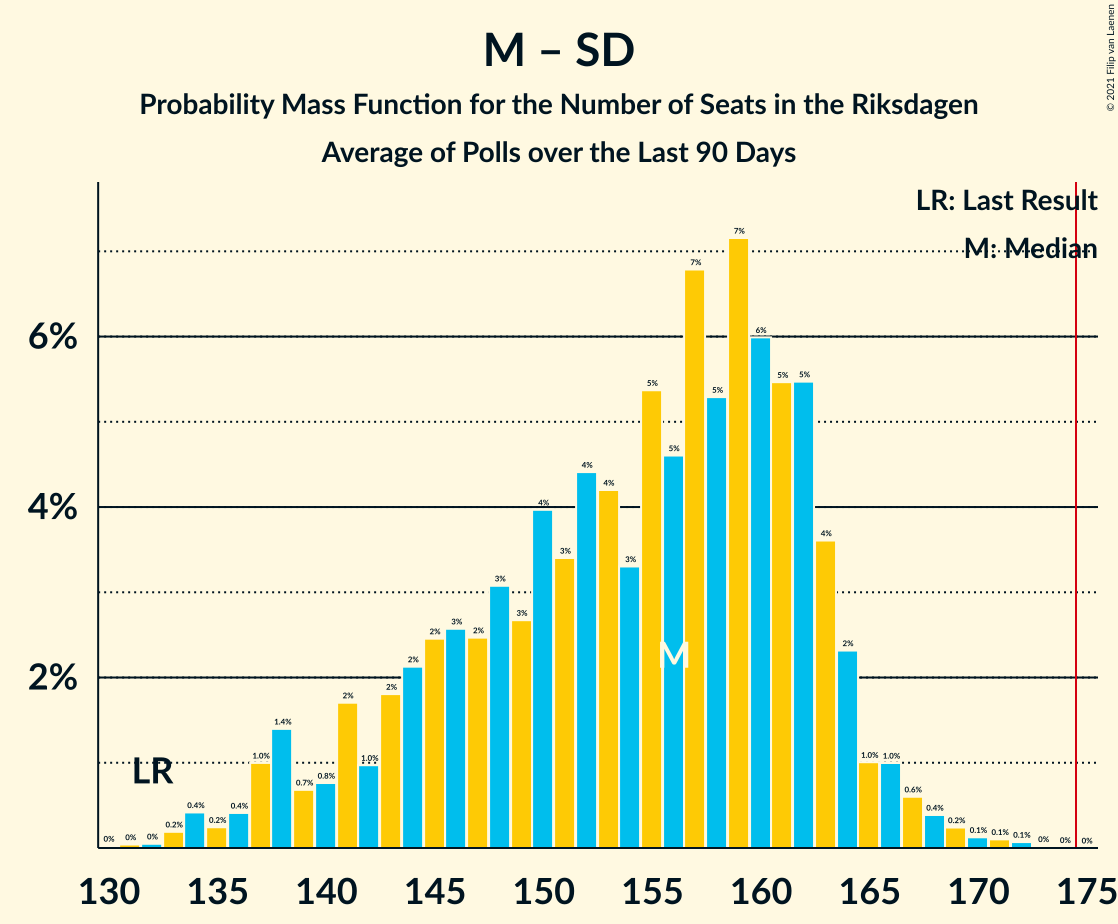 M – SD
Probability Mass Function for the Number of Seats in the Riksdagen
Average of Polls over the Last 90 Days
© 2021 Filip van Laenen
LR: Last Result
M: Median
6%
4%
2%
0% 0% 0% 0.2% 0.4% 0.2% 0.4% 1.0% 1.4% 0.7% 0.8% 2% 1.0% 2% 2% 2% 3% 2% 3% 3% 4% 3% 4% 4% 3% 5% 5% 7% 5% 7% 6% 5% 5% 4% 2% 1.0% 1.0% 0.6% 0.4% 0.2% 0.1% 0.1% 0.1% 0% 0% 0%
LR
M
130 135 140 145 150 155 160 165 170 175